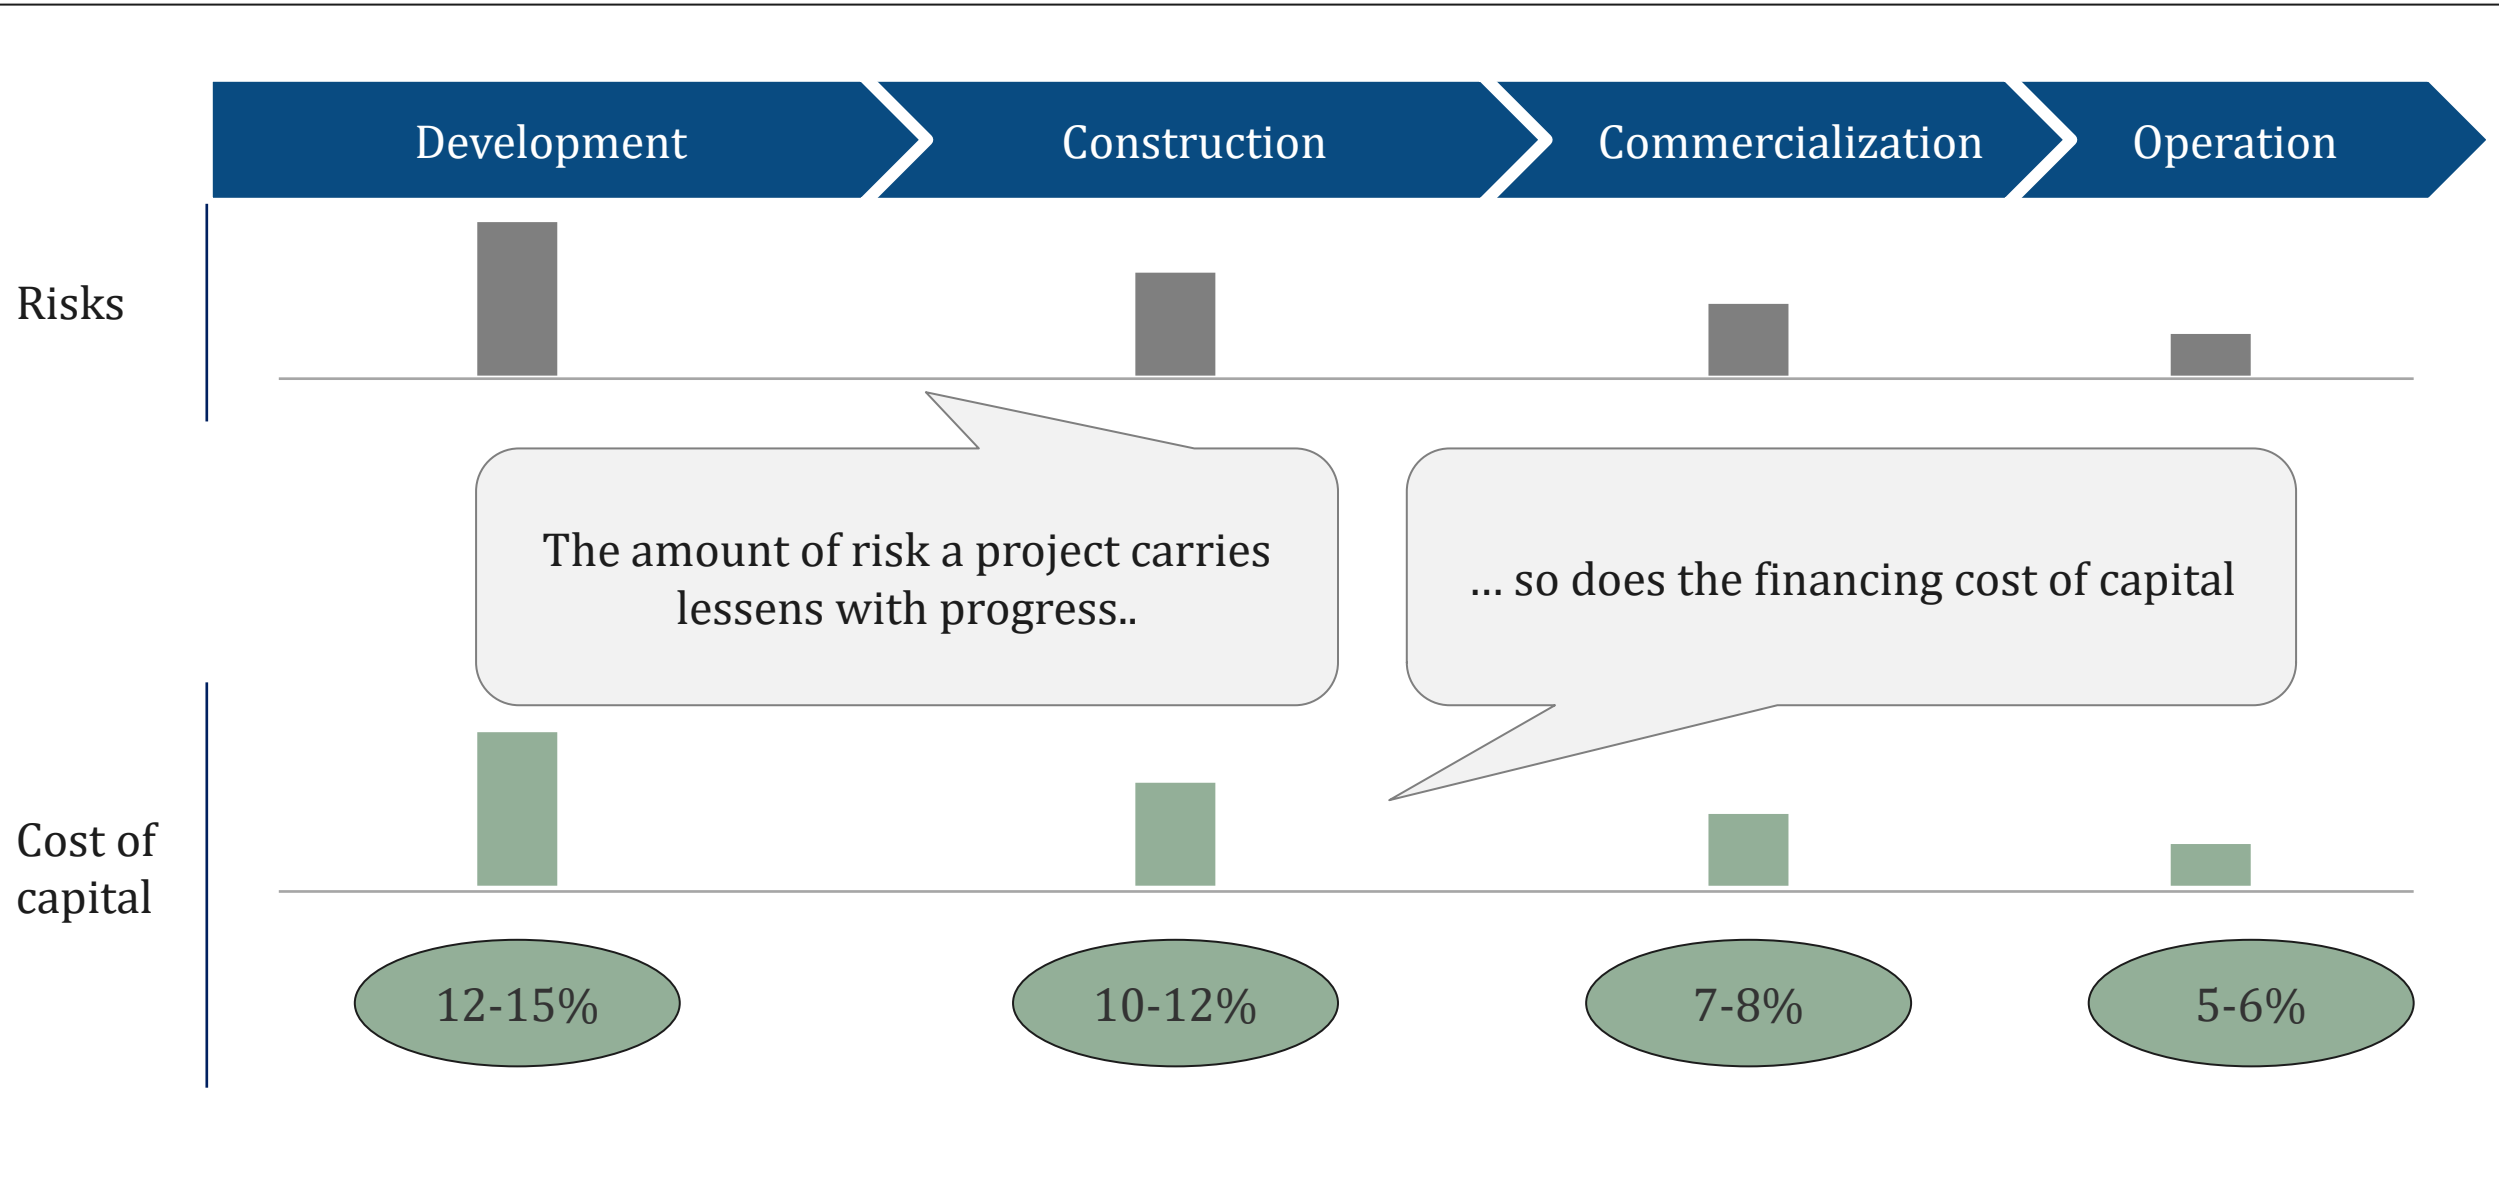 Development
Construction
Commercialization
Operation
Risks
The amount of risk a project carries
lessens with progress..
... so does the financing cost of capital
Cost of
capital
12-15%
10-12%
7-8%
5-6%